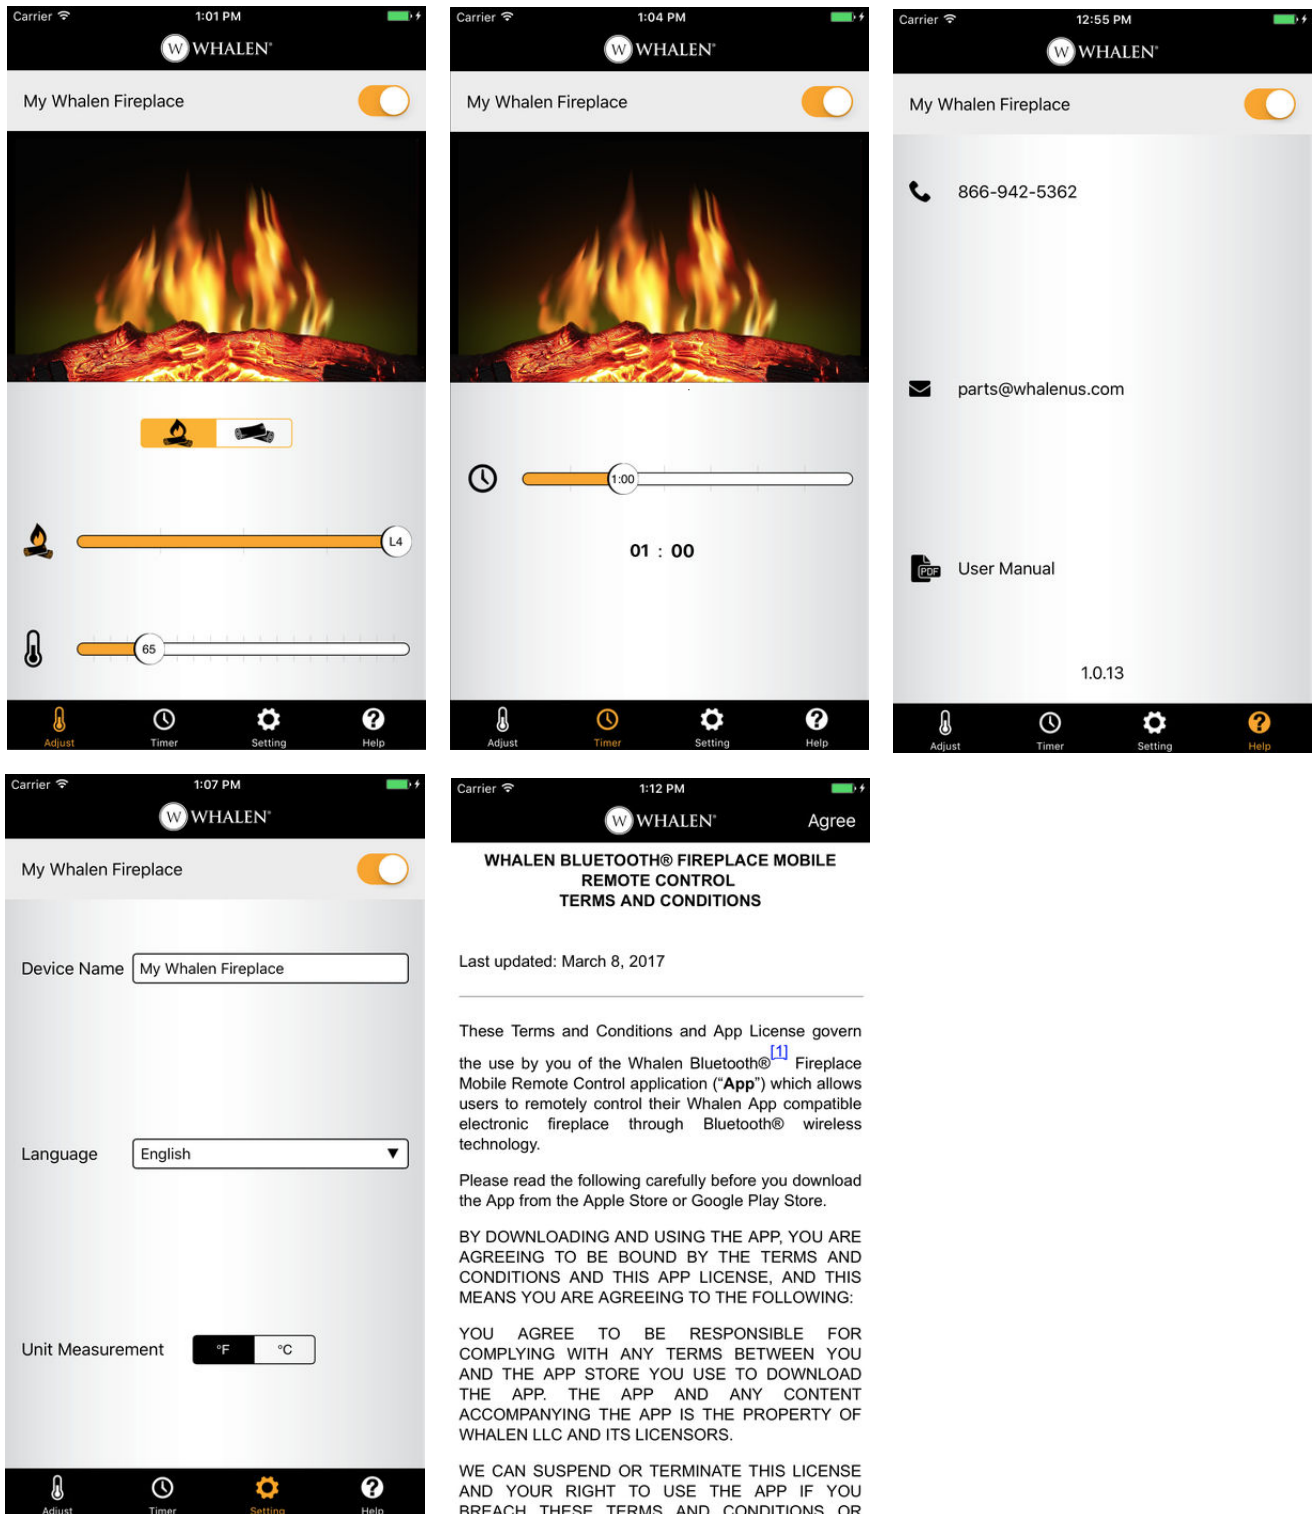 Carrier 1:01 PM
W WHALEN®
My Whalen Fireplace
L4
65
Adjust Timer Setting Help
Carrier 1:04 PM
W WHALEN®
My Whalen Fireplace
1:00
01 : 00
Adjust Timer Setting Help
Carrier 12:55 PM
W WHALEN®
My Whalen Fireplace
866-942-5362
parts@whalenus.com
PDF User Manual
1.0.13
Adjust Timer Setting Help
Carrier 1:07 PM
W WHALEN®
My Whalen Fireplace
Device Name My Whalen Fireplace
Language English
Unit Measurement °F °C
Adjust Timer Setting Help
Carrier 1:12 PM
W WHALEN® Agree
WHALEN BLUETOOTH® FIREPLACE MOBILE
REMOTE CONTROL
TERMS AND CONDITIONS
Last updated: March 8, 2017
These Terms and Conditions and App License govern
the use by you of the Whalen Bluetooth®[1] Fireplace
Mobile Remote Control application (“App”) which allows
users to remotely control their Whalen App compatible
electronic fireplace through Bluetooth® wireless
technology.
Please read the following carefully before you download
the App from the Apple Store or Google Play Store.
BY DOWNLOADING AND USING THE APP, YOU ARE
AGREEING TO BE BOUND BY THE TERMS AND
CONDITIONS AND THIS APP LICENSE, AND THIS
MEANS YOU ARE AGREEING TO THE FOLLOWING:
YOU AGREE TO BE RESPONSIBLE FOR
COMPLYING WITH ANY TERMS BETWEEN YOU
AND THE APP STORE YOU USE TO DOWNLOAD
THE APP. THE APP AND ANY CONTENT
ACCOMPANYING THE APP IS THE PROPERTY OF
WHALEN LLC AND ITS LICENSORS.
WE CAN SUSPEND OR TERMINATE THIS LICENSE
AND YOUR RIGHT TO USE THE APP IF YOU
BREACH THESE TERMS AND CONDITIONS OR